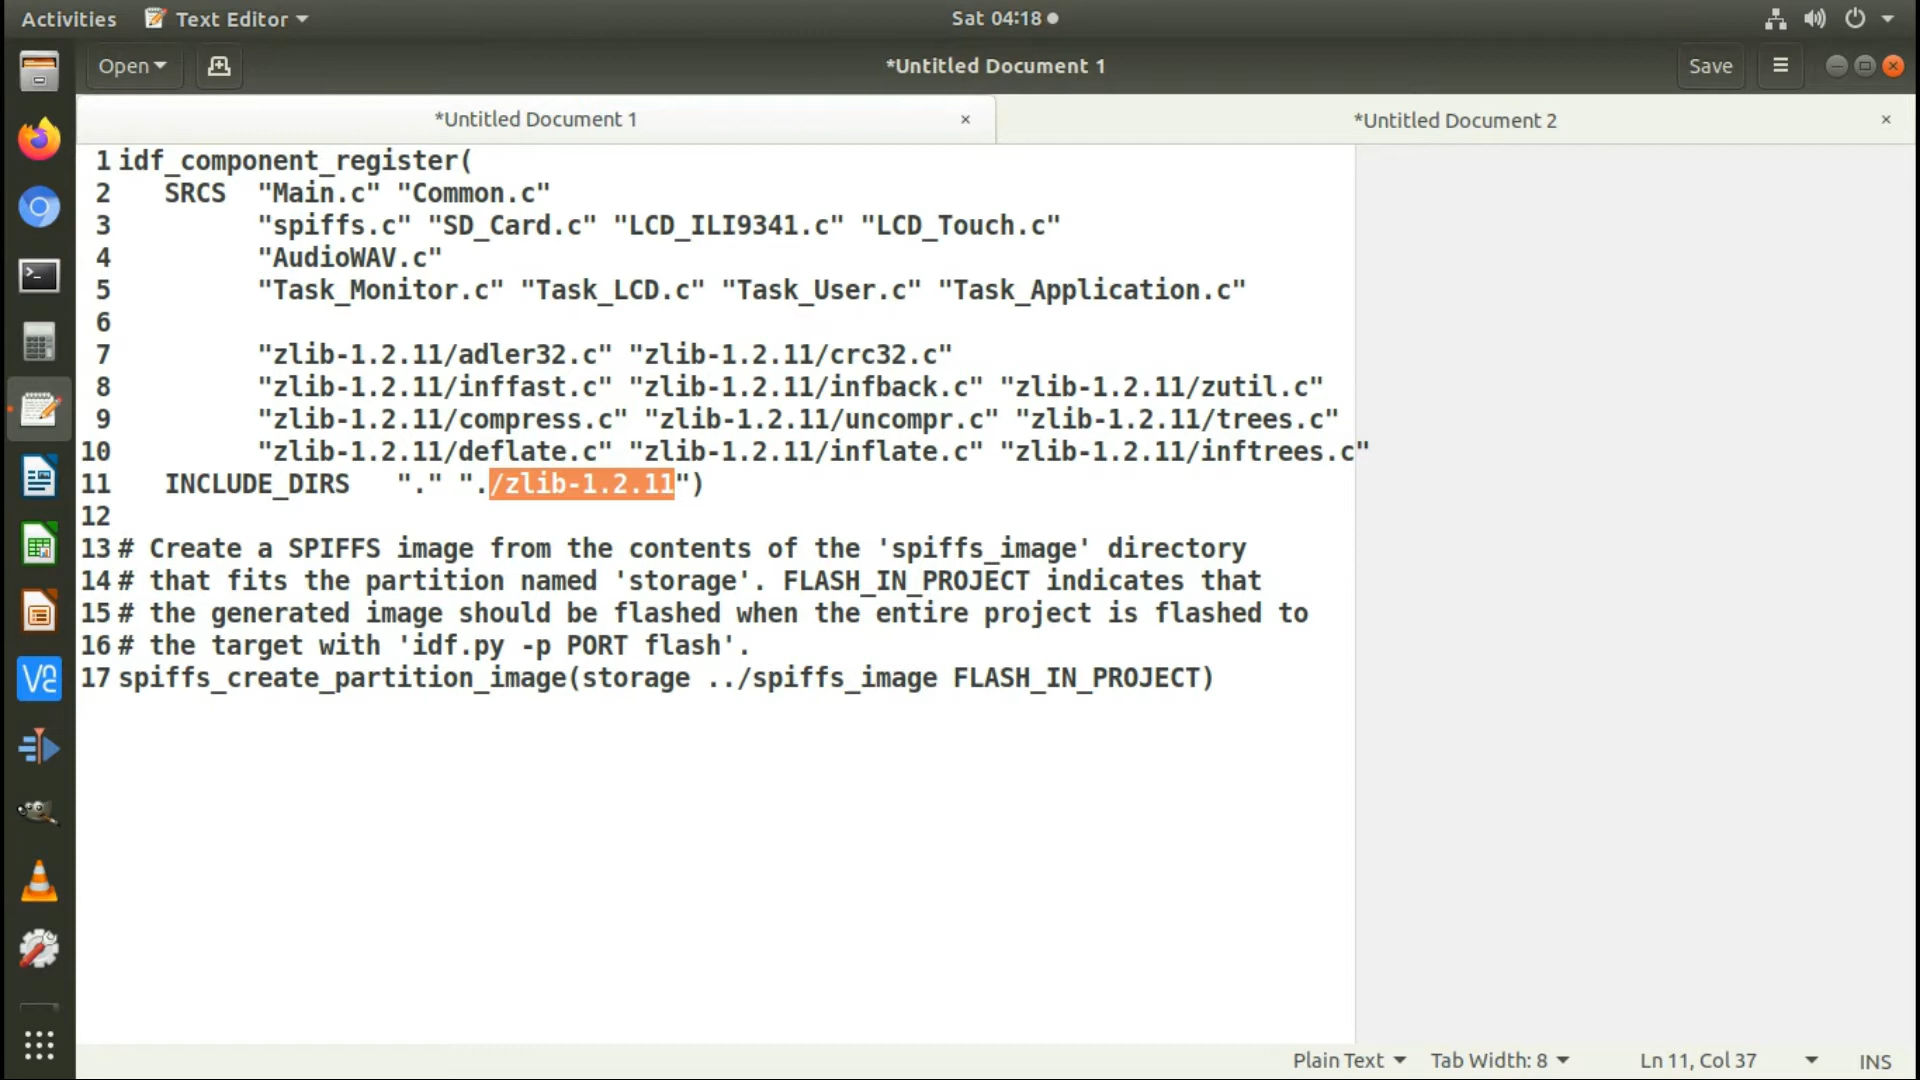 Activities Text Editor Sat 04:18
Open *Untitled Document 1 Save
*Untitled Document 1 × *Untitled Document 2 ×
1 idf_component_register(
2    SRCS  "Main.c" "Common.c"
3          "spiffs.c" "SD_Card.c" "LCD_ILI9341.c" "LCD_Touch.c"
4          "AudioWAV.c"
5          "Task_Monitor.c" "Task_LCD.c" "Task_User.c" "Task_Application.c"
6
7          "zlib-1.2.11/adler32.c" "zlib-1.2.11/crc32.c"
8          "zlib-1.2.11/inffast.c" "zlib-1.2.11/infback.c" "zlib-1.2.11/zutil.c"
9          "zlib-1.2.11/compress.c" "zlib-1.2.11/uncompr.c" "zlib-1.2.11/trees.c"
10         "zlib-1.2.11/deflate.c" "zlib-1.2.11/inflate.c" "zlib-1.2.11/inftrees.c"
11   INCLUDE_DIRS   "." "./zlib-1.2.11")
12
13 # Create a SPIFFS image from the contents of the 'spiffs_image' directory
14 # that fits the partition named 'storage'. FLASH_IN_PROJECT indicates that
15 # the generated image should be flashed when the entire project is flashed to
16 # the target with 'idf.py -p PORT flash'.
17 spiffs_create_partition_image(storage ../spiffs_image FLASH_IN_PROJECT)
Plain Text Tab Width: 8 Ln 11, Col 37 INS